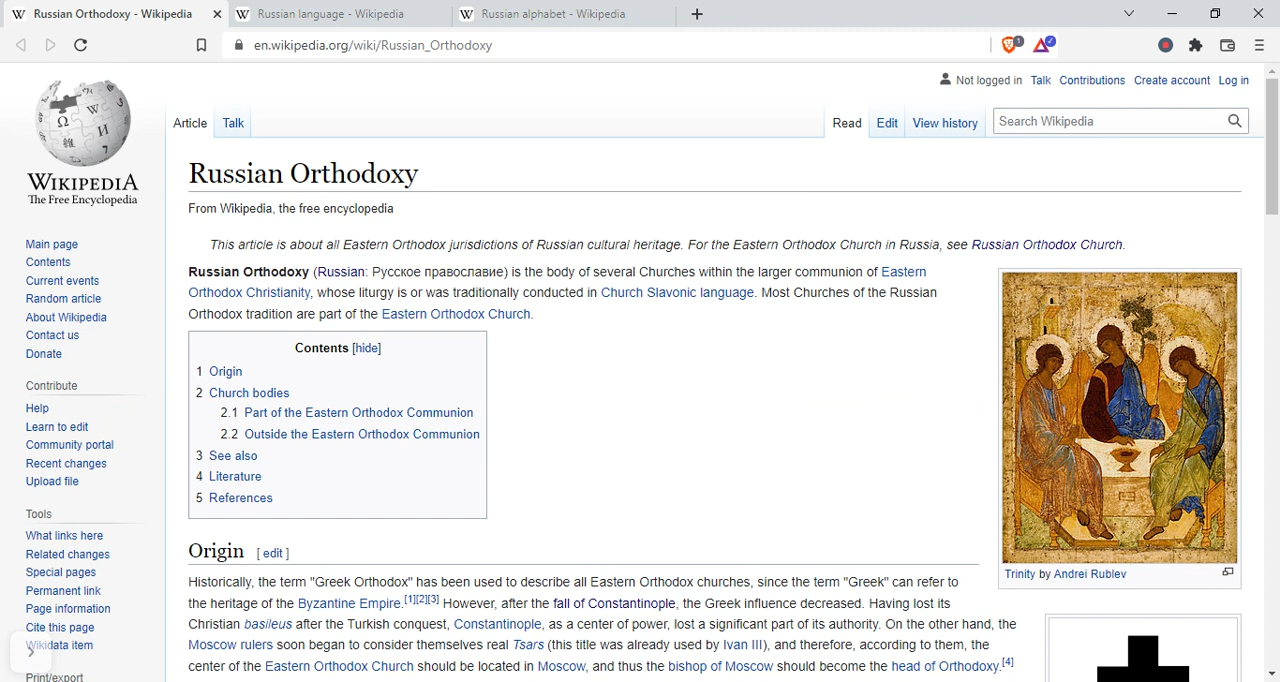 Russian Orthodoxy - Wikipedia
Russian language - Wikipedia
Russian alphabet - Wikipedia
en.wikipedia.org/wiki/Russian_Orthodoxy
Not logged in Talk Contributions Create account Log in
WIKIPEDIA
The Free Encyclopedia
Article Talk
Read Edit View history
Search Wikipedia
Main page
Contents
Current events
Random article
About Wikipedia
Contact us
Donate
Contribute
Help
Learn to edit
Community portal
Recent changes
Upload file
Tools
What links here
Related changes
Special pages
Permanent link
Page information
Cite this page
Wikidata item
Print/export
Russian Orthodoxy
From Wikipedia, the free encyclopedia
This article is about all Eastern Orthodox jurisdictions of Russian cultural heritage. For the Eastern Orthodox Church in Russia, see Russian Orthodox Church.
Russian Orthodoxy (Russian: Русское православие) is the body of several Churches within the larger communion of Eastern
Orthodox Christianity, whose liturgy is or was traditionally conducted in Church Slavonic language. Most Churches of the Russian
Orthodox tradition are part of the Eastern Orthodox Church.
Contents [hide]
1 Origin
2 Church bodies
2.1 Part of the Eastern Orthodox Communion
2.2 Outside the Eastern Orthodox Communion
3 See also
4 Literature
5 References
Trinity by Andrei Rublev
Origin [ edit ]
Historically, the term "Greek Orthodox" has been used to describe all Eastern Orthodox churches, since the term "Greek" can refer to
the heritage of the Byzantine Empire.[1][2][3] However, after the fall of Constantinople, the Greek influence decreased. Having lost its
Christian basileus after the Turkish conquest, Constantinople, as a center of power, lost a significant part of its authority. On the other hand, the
Moscow rulers soon began to consider themselves real Tsars (this title was already used by Ivan III), and therefore, according to them, the
center of the Eastern Orthodox Church should be located in Moscow, and thus the bishop of Moscow should become the head of Orthodoxy.[4]